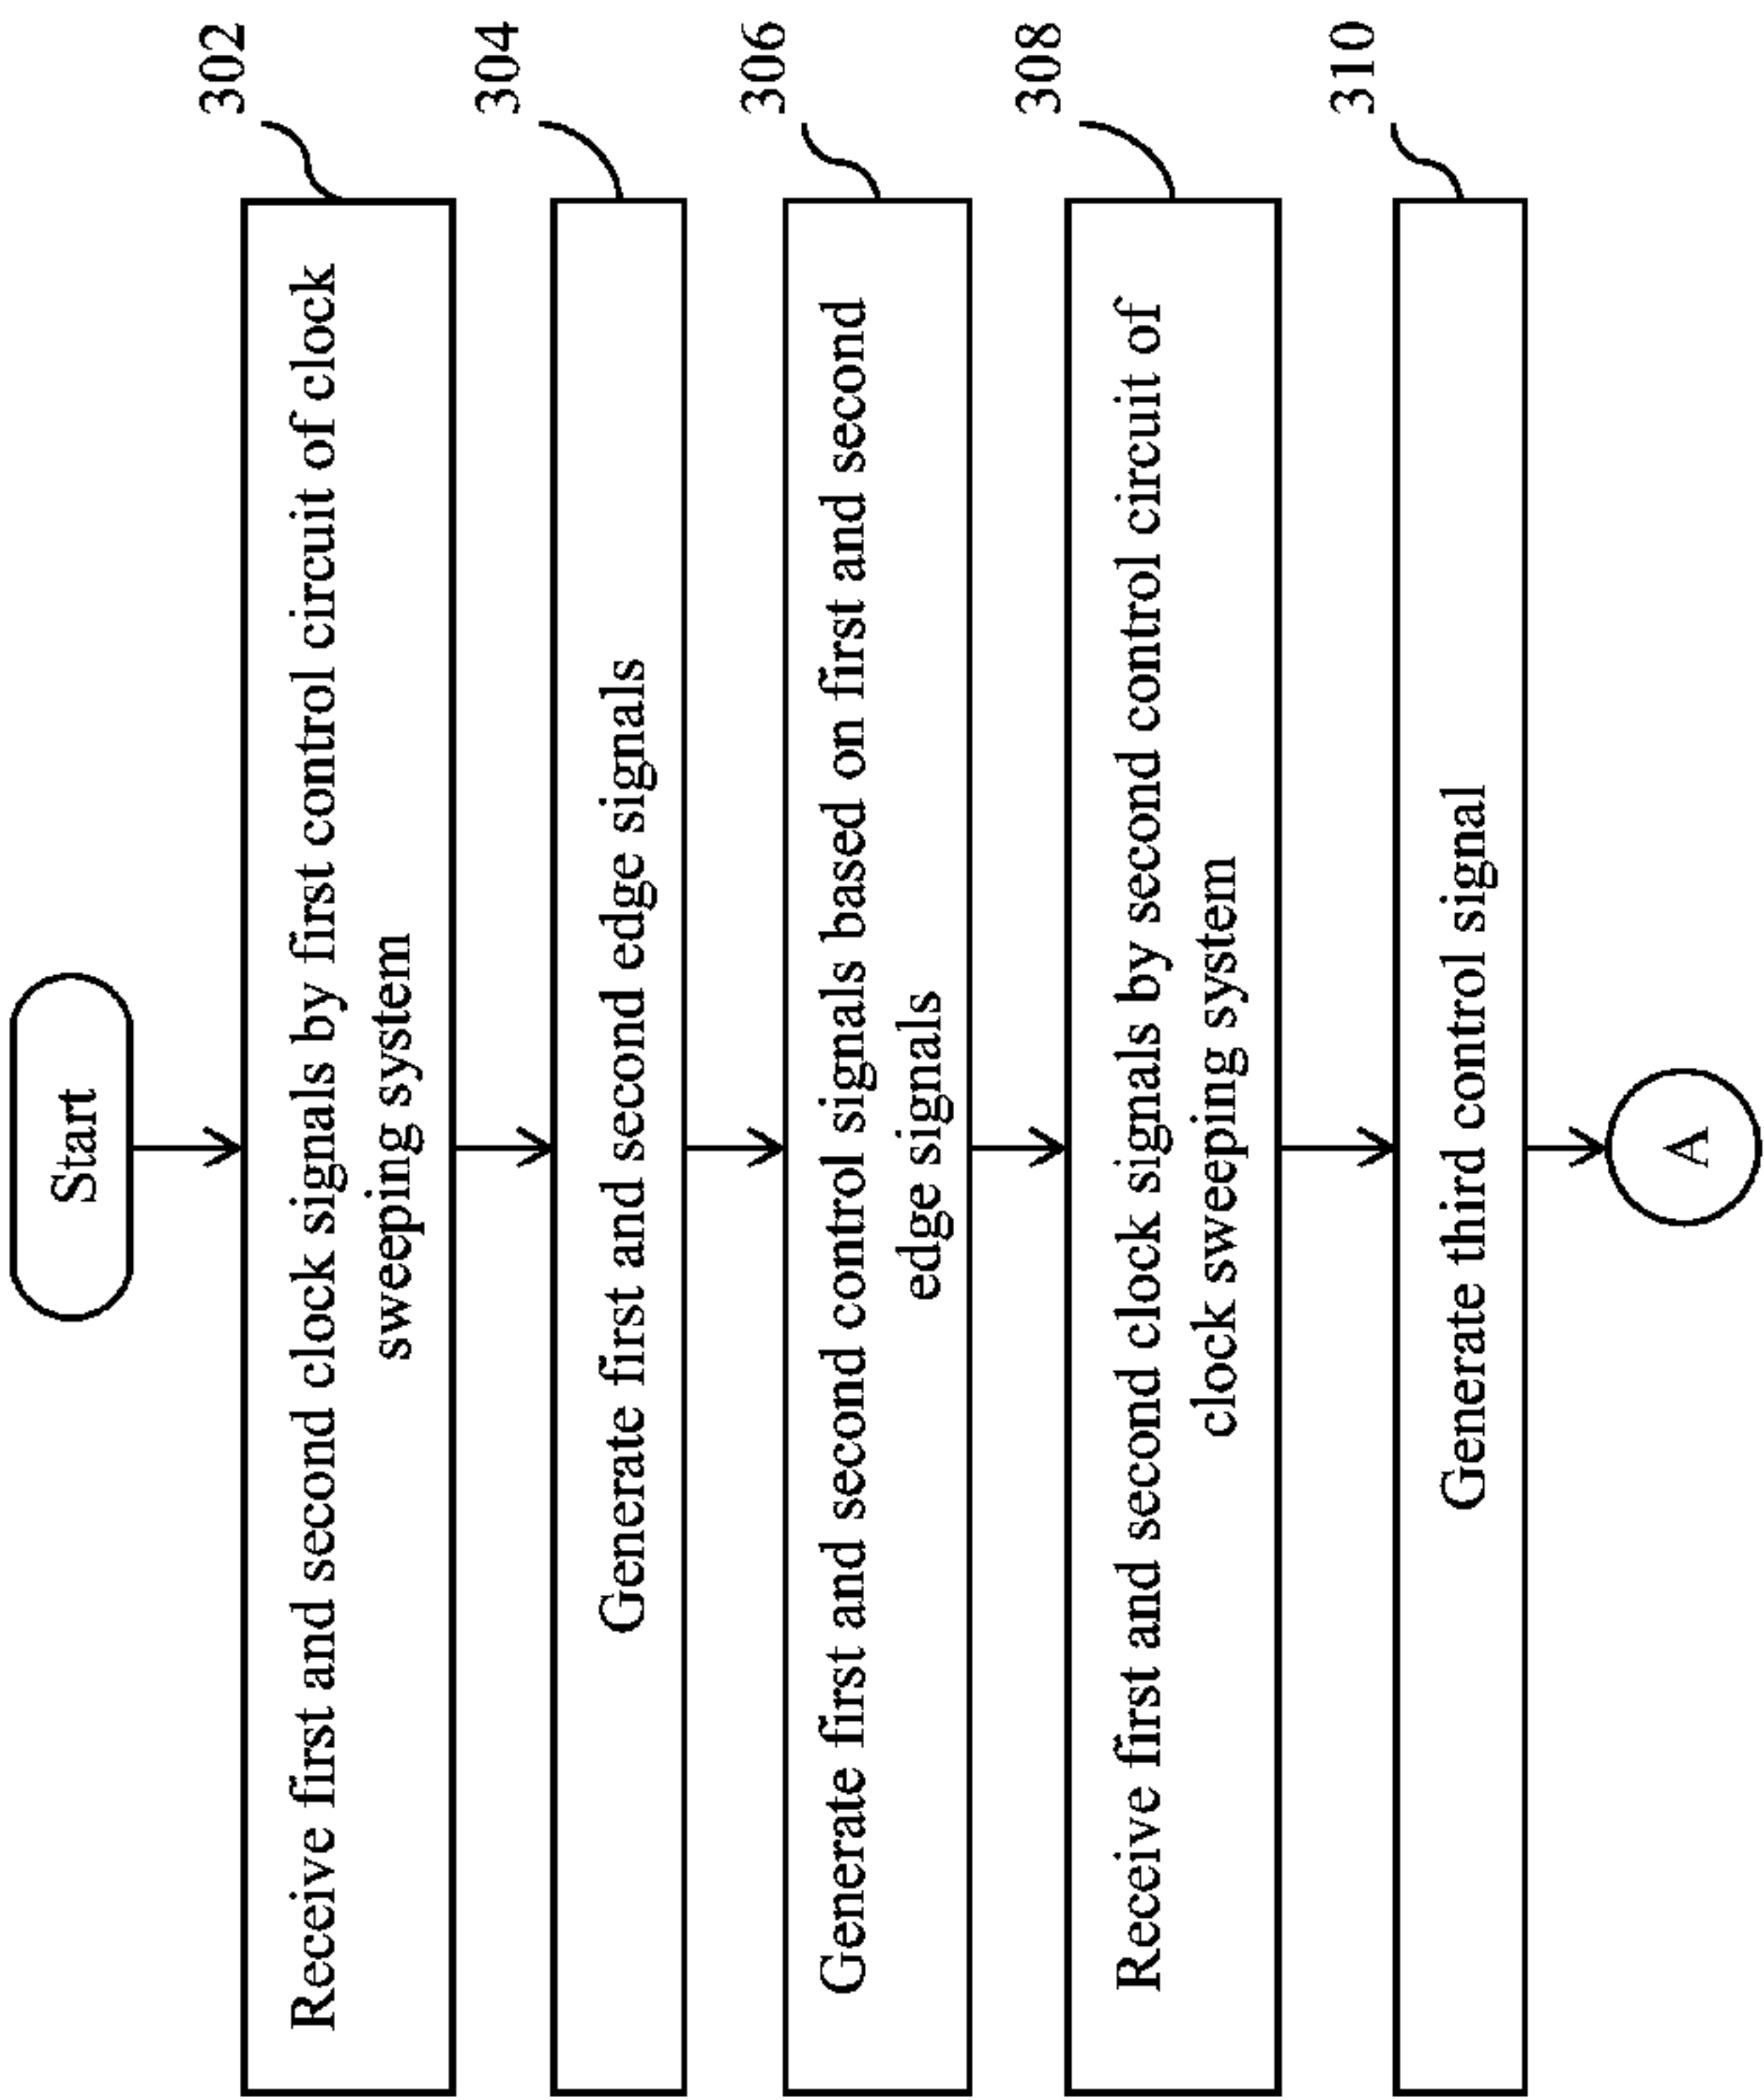 Start
302
Receive first and second clock signals by first control circuit of clock
sweeping system
304
Generate first and second edge signals
306
Generate first and second control signals based on first and second
edge signals
308
Receive first and second clock signals by second control circuit of
clock sweeping system
310
Generate third control signal
A